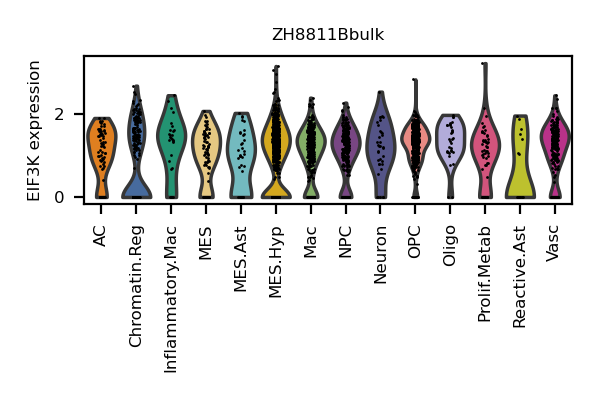 ZH8811Bbulk
EIF3K expression
2
0
AC
Chromatin.Reg
Inflammatory.Mac
MES
MES.Ast
MES.Hyp
Mac
NPC
Neuron
OPC
Oligo
Prolif.Metab
Reactive.Ast
Vasc